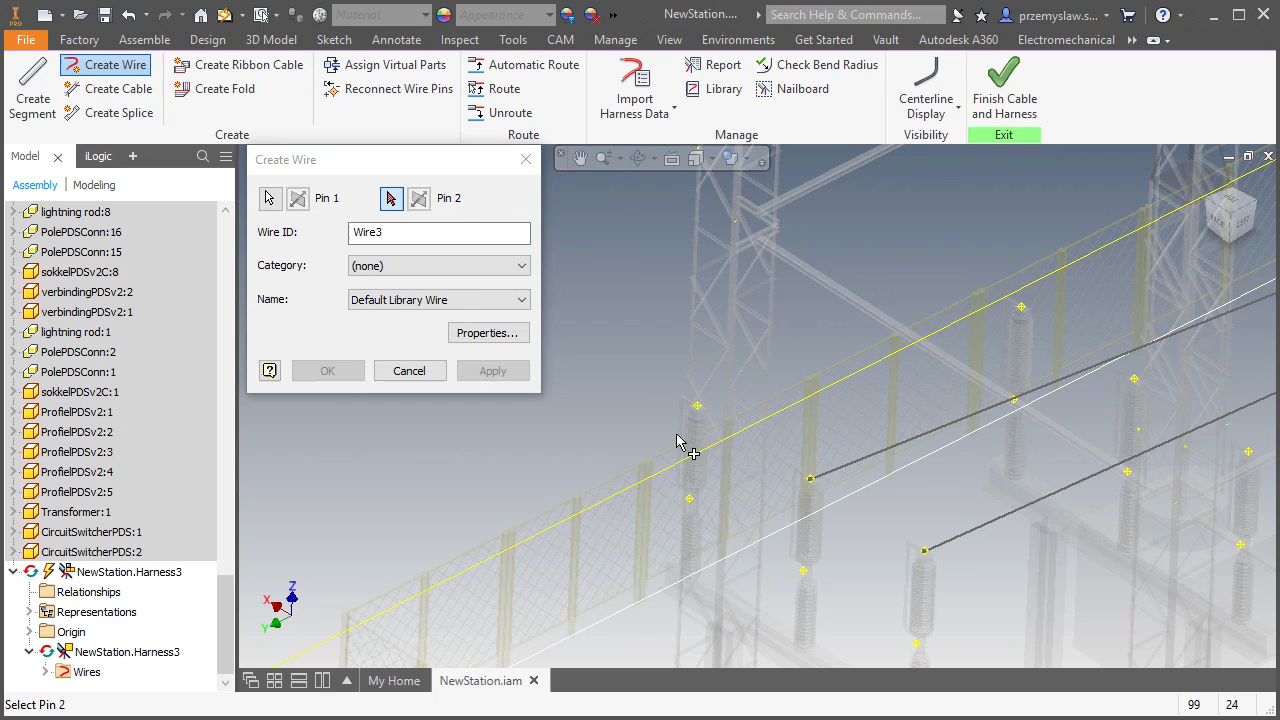 PRO
Material
Appearance
NewStation....
Search Help & Commands...
przemyslaw.s...
File
Factory
Assemble
Design
3D Model
Sketch
Annotate
Inspect
Tools
CAM
Manage
View
Environments
Get Started
Vault
Autodesk A360
Electromechanical
Create Segment
Create Wire
Create Cable
Create Splice
Create Ribbon Cable
Create Fold
Assign Virtual Parts
Reconnect Wire Pins
Automatic Route
Route
Unroute
Import Harness Data
Report
Library
Check Bend Radius
Nailboard
Centerline Display
Finish Cable and Harness
Create
Route
Manage
Visibility
Exit
Model
iLogic
Assembly
Modeling
lightning rod:8
PolePDSConn:16
PolePDSConn:15
sokkelPDSv2C:8
verbindingPDSv2:2
verbindingPDSv2:1
lightning rod:1
PolePDSConn:2
PolePDSConn:1
sokkelPDSv2C:1
ProfielPDSv2:1
ProfielPDSv2:2
ProfielPDSv2:3
ProfielPDSv2:4
ProfielPDSv2:5
Transformer:1
CircuitSwitcherPDS:1
CircuitSwitcherPDS:2
NewStation.Harness3
Relationships
Representations
Origin
NewStation.Harness3
Wires
Create Wire
Pin 1
Pin 2
Wire ID:
Wire3
Category:
(none)
Name:
Default Library Wire
Properties...
OK
Cancel
Apply
BACK
LEFT
Z
X
Y
My Home
NewStation.iam
Select Pin 2
99
24